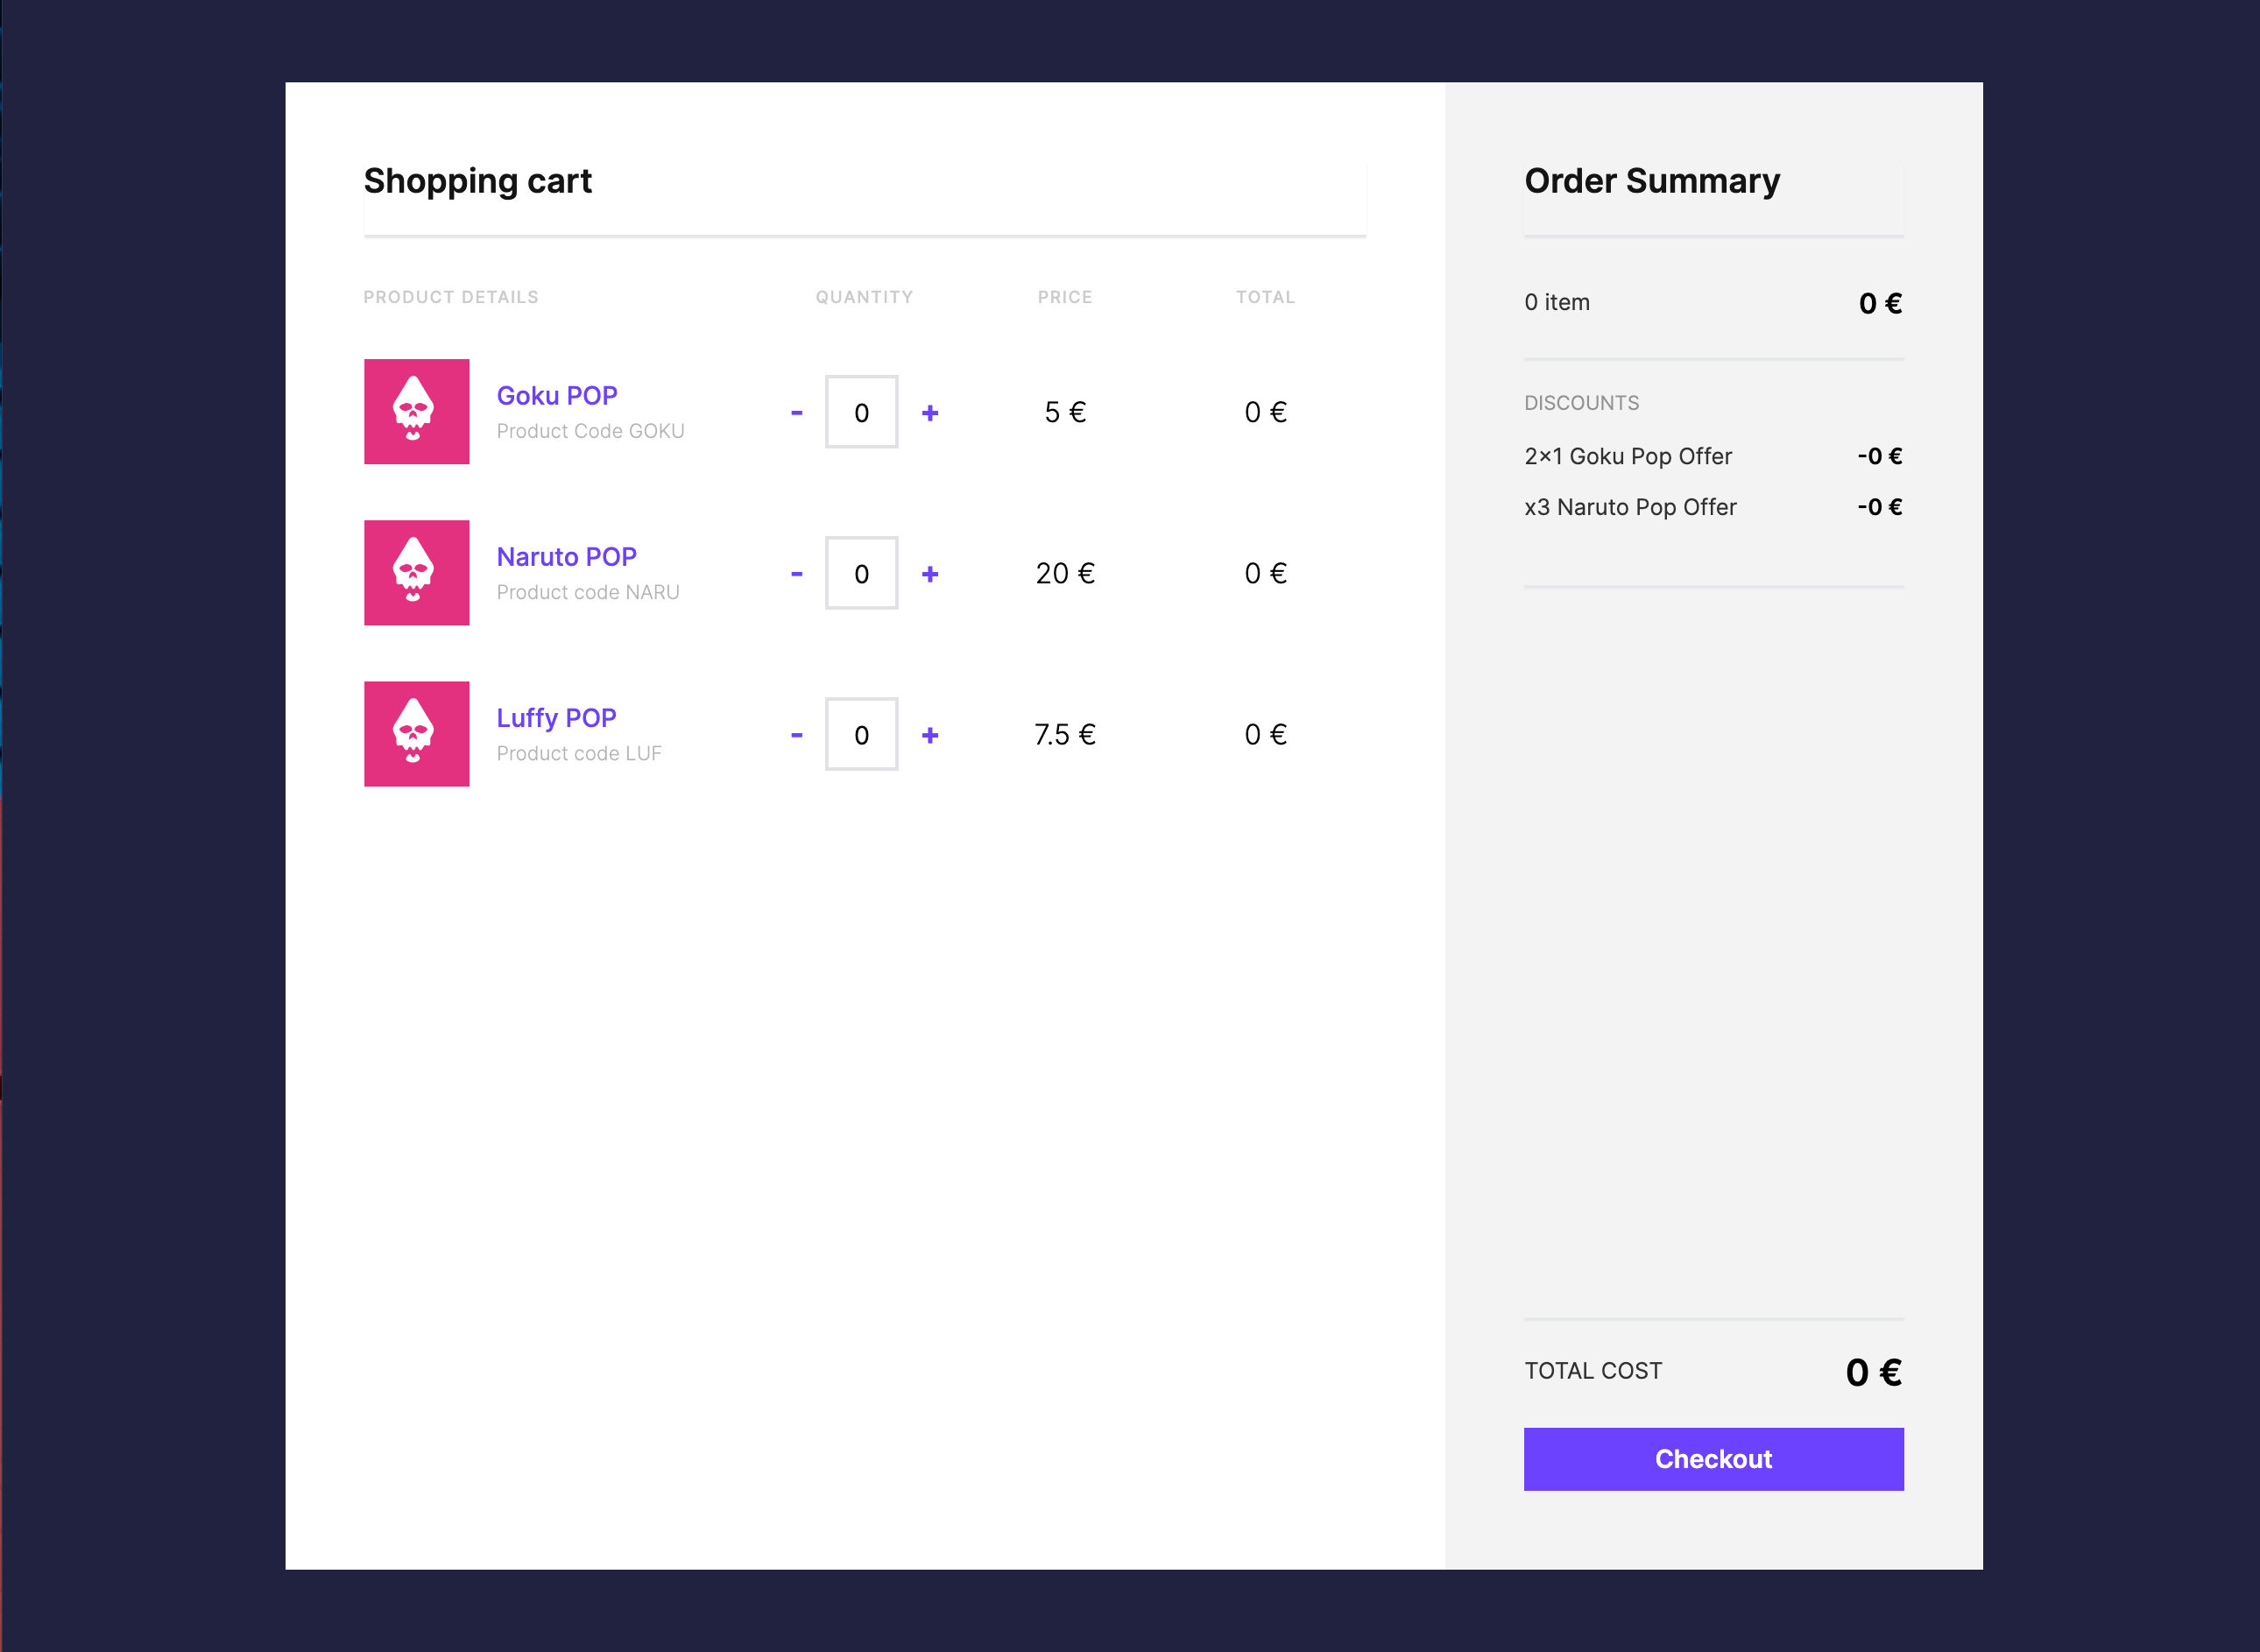 Shopping cart
PRODUCT DETAILS QUANTITY PRICE TOTAL
Goku POP
Product Code GOKU
- 0 + 5 € 0 €
Naruto POP
Product code NARU
- 0 + 20 € 0 €
Luffy POP
Product code LUF
- 0 + 7.5 € 0 €
Order Summary
0 item 0 €
DISCOUNTS
2x1 Goku Pop Offer -0 €
x3 Naruto Pop Offer -0 €
TOTAL COST 0 €
Checkout